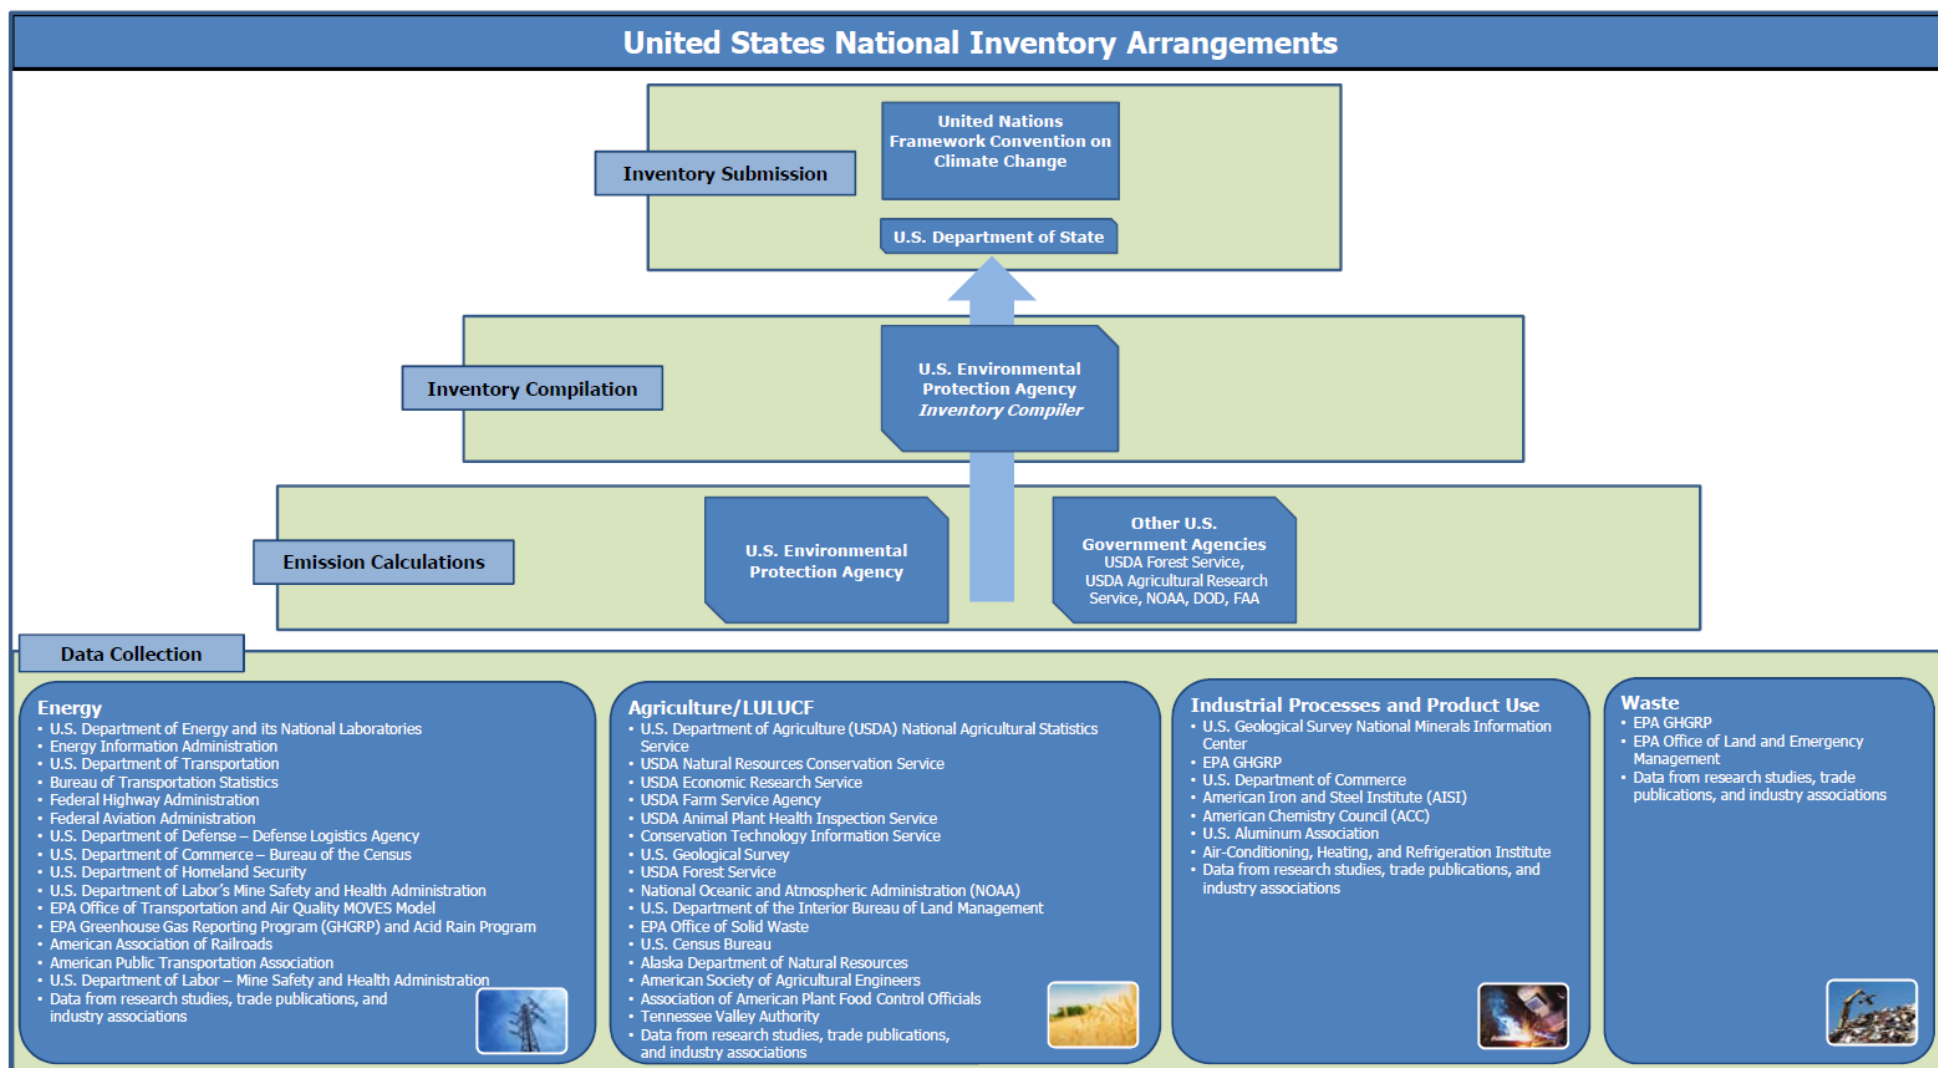 United States National Inventory Arrangements
Inventory Submission
United Nations
Framework Convention on
Climate Change
U.S. Department of State
Inventory Compilation
U.S. Environmental
Protection Agency
Inventory Compiler
Emission Calculations
U.S. Environmental
Protection Agency
Other U.S.
Government Agencies
USDA Forest Service,
USDA Agricultural Research
Service, NOAA, DOD, FAA
Data Collection
Energy
• U.S. Department of Energy and its National Laboratories
• Energy Information Administration
• U.S. Department of Transportation
• Bureau of Transportation Statistics
• Federal Highway Administration
• Federal Aviation Administration
• U.S. Department of Defense – Defense Logistics Agency
• U.S. Department of Commerce – Bureau of the Census
• U.S. Department of Homeland Security
• U.S. Department of Labor's Mine Safety and Health Administration
• EPA Office of Transportation and Air Quality MOVES Model
• EPA Greenhouse Gas Reporting Program (GHGRP) and Acid Rain Program
• American Association of Railroads
• American Public Transportation Association
• U.S. Department of Labor – Mine Safety and Health Administration
• Data from research studies, trade publications, and
industry associations
Agriculture/LULUCF
• U.S. Department of Agriculture (USDA) National Agricultural Statistics
Service
• USDA Natural Resources Conservation Service
• USDA Economic Research Service
• USDA Farm Service Agency
• USDA Animal Plant Health Inspection Service
• Conservation Technology Information Service
• U.S. Geological Survey
• USDA Forest Service
• National Oceanic and Atmospheric Administration (NOAA)
• U.S. Department of the Interior Bureau of Land Management
• EPA Office of Solid Waste
• U.S. Census Bureau
• Alaska Department of Natural Resources
• American Society of Agricultural Engineers
• Association of American Plant Food Control Officials
• Tennessee Valley Authority
• Data from research studies, trade publications,
and industry associations
Industrial Processes and Product Use
• U.S. Geological Survey National Minerals Information
Center
• EPA GHGRP
• U.S. Department of Commerce
• American Iron and Steel Institute (AISI)
• American Chemistry Council (ACC)
• U.S. Aluminum Association
• Air-Conditioning, Heating, and Refrigeration Institute
• Data from research studies, trade publications, and
industry associations
Waste
• EPA GHGRP
• EPA Office of Land and Emergency
Management
• Data from research studies, trade
publications, and industry associations